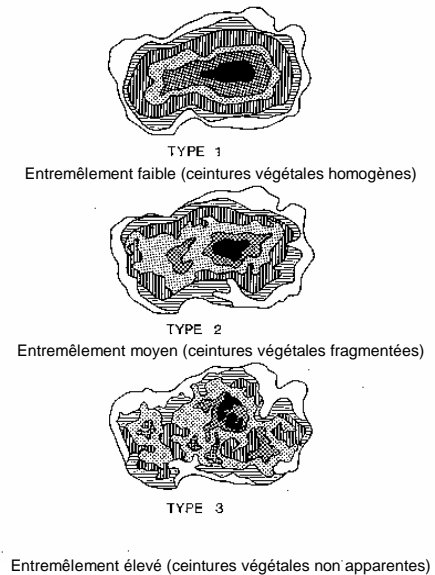 TYPE 1
Entremêlement faible (ceintures végétales homogènes)
TYPE 2
Entremêlement moyen (ceintures végétales fragmentées)
TYPE 3
Entremêlement élevé (ceintures végétales non apparentes)